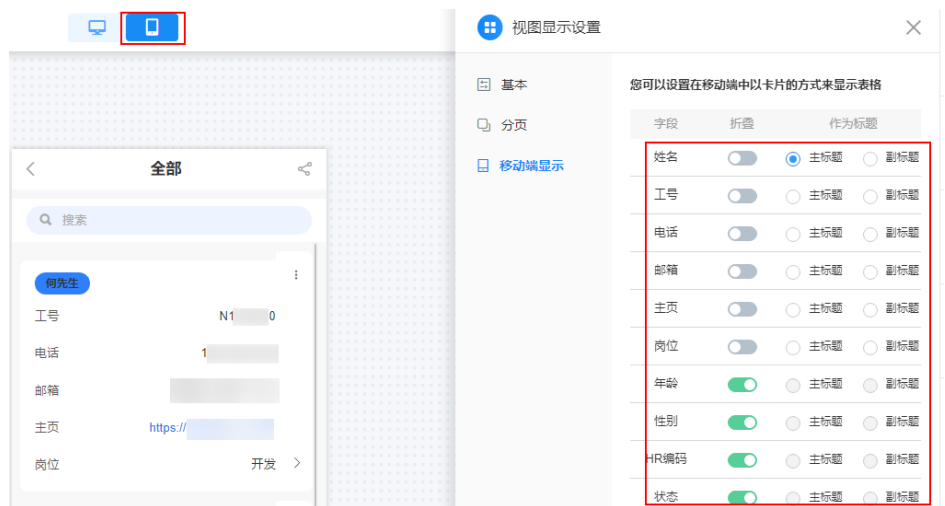 视图显示设置
全部
搜索
何先生
工号 N1 0
电话 1
邮箱
主页 https://
岗位 开发
基本
分页
移动端显示
您可以设置在移动端中以卡片的方式来显示表格
字段 折叠 作为标题
姓名 主标题 副标题
工号 主标题 副标题
电话 主标题 副标题
邮箱 主标题 副标题
主页 主标题 副标题
岗位 主标题 副标题
年龄 主标题 副标题
性别 主标题 副标题
HR编码 主标题 副标题
状态 主标题 副标题